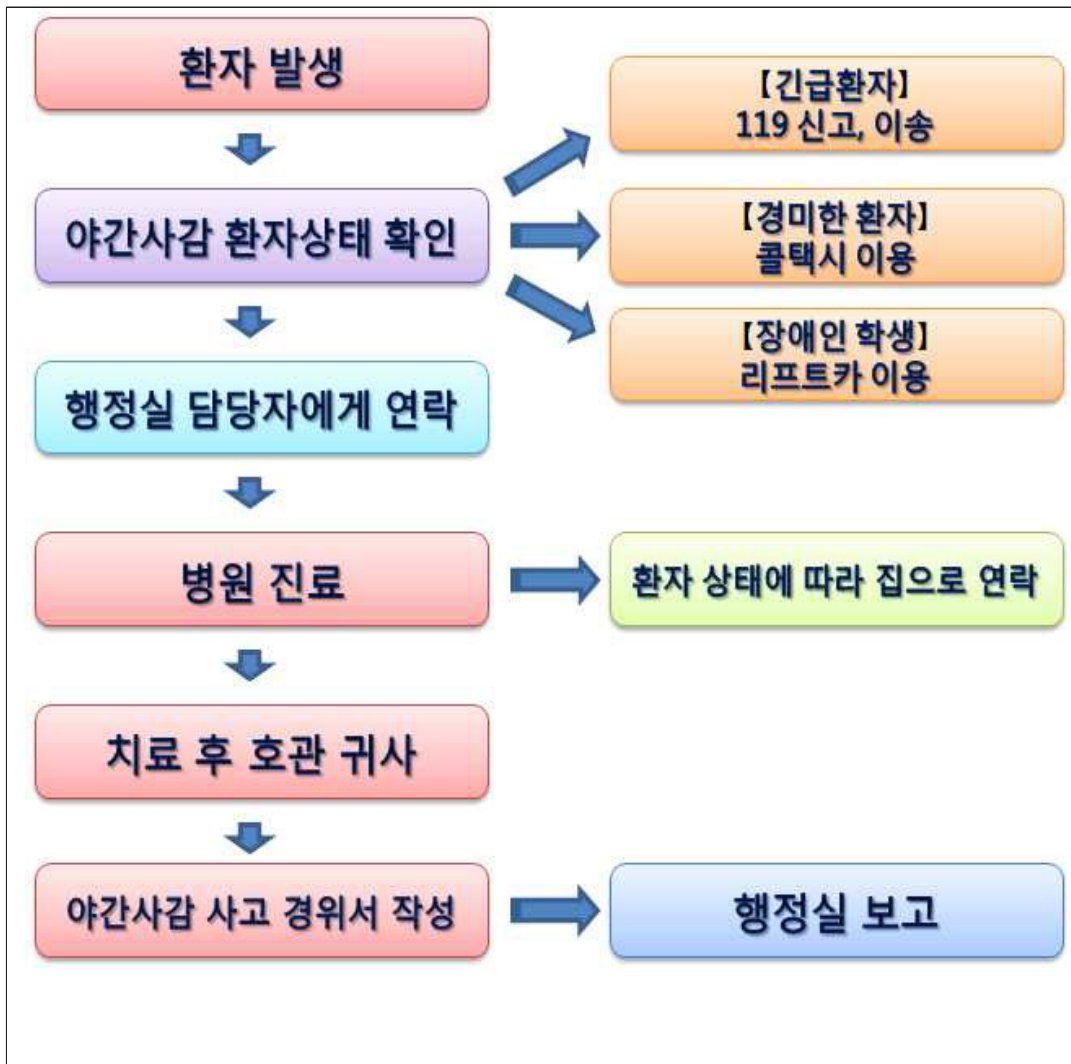 환자 발생
【긴급환자】
119 신고, 이송
야간사감 환자상태 확인
【경미한 환자】
콜택시 이용
【장애인 학생】
리프트카 이용
행정실 담당자에게 연락
병원 진료
환자 상태에 따라 집으로 연락
치료 후 호관 귀사
야간사감 사고 경위서 작성
행정실 보고